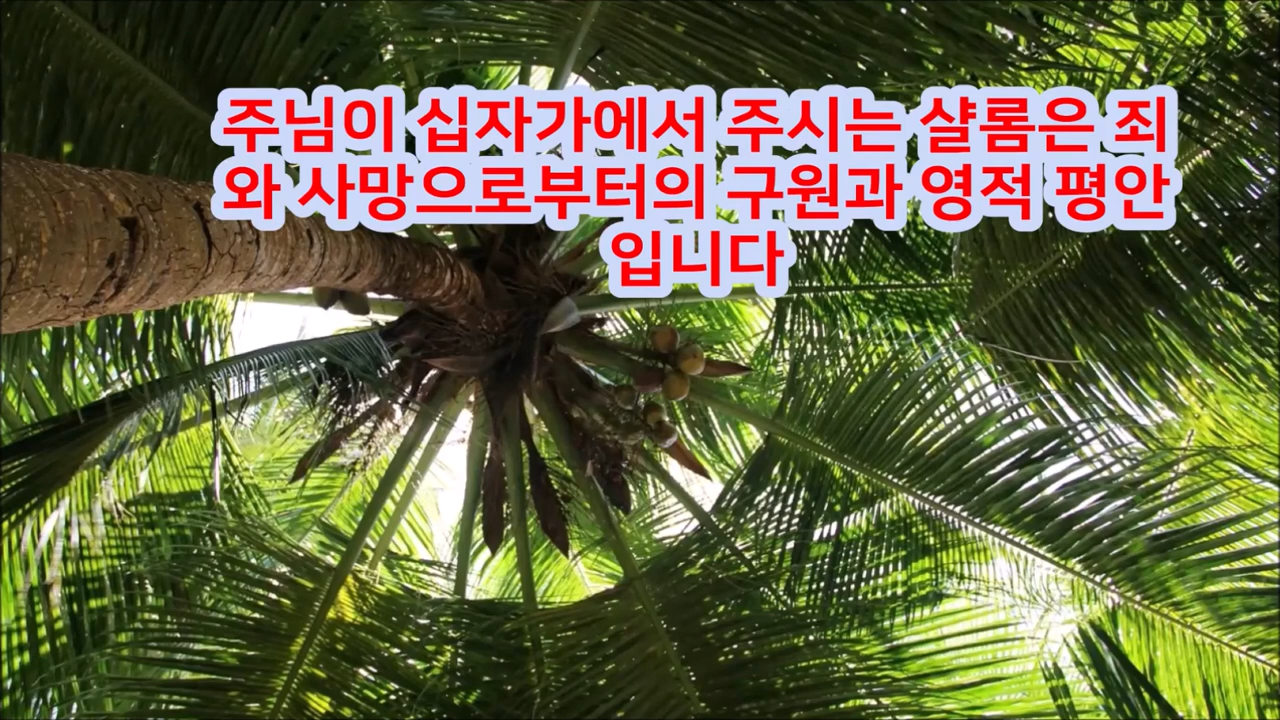 주님이 십자가에서 주시는 샬롬은 죄
와 사망으로부터의 구원과 영적 평안
입니다